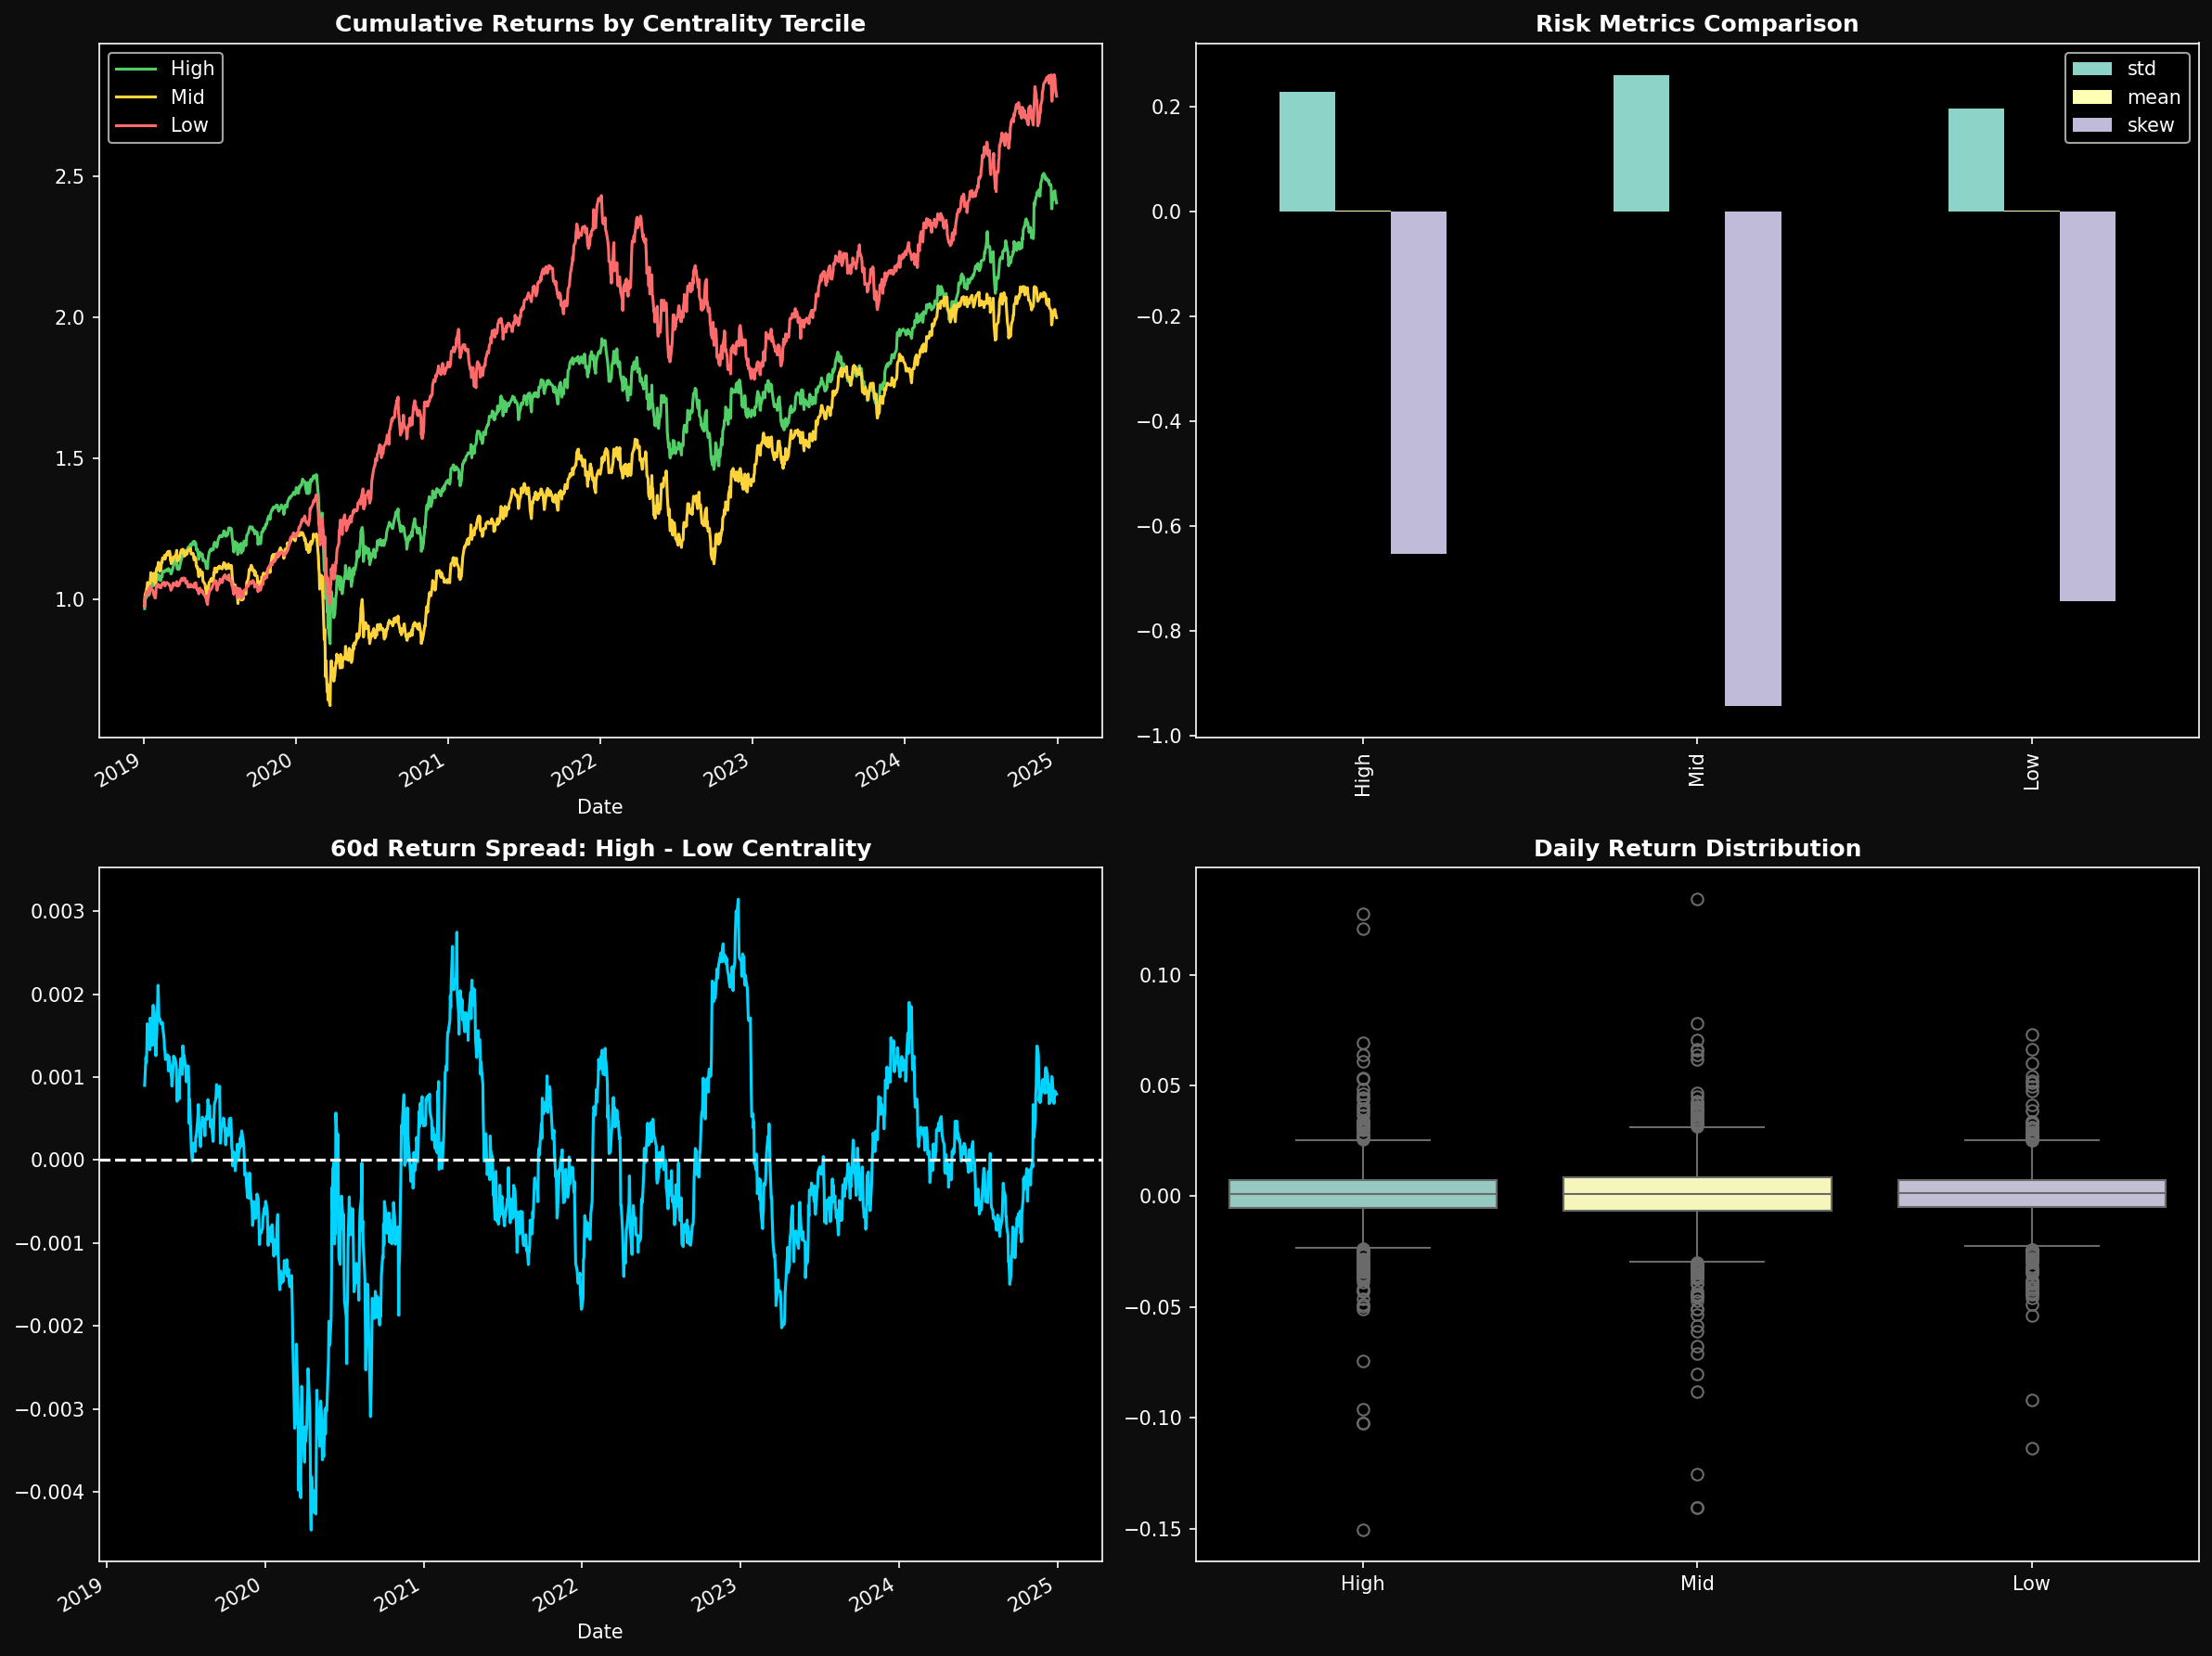 Cumulative Returns by Centrality Tercile
High
Mid
Low
2.5
2.0
1.5
1.0
2019 2020 2021 2022 2023 2024 2025
Date
Risk Metrics Comparison
std
mean
skew
0.2
0.0
−0.2
−0.4
−0.6
−0.8
−1.0
High Mid Low
60d Return Spread: High - Low Centrality
0.003
0.002
0.001
0.000
−0.001
−0.002
−0.003
−0.004
2019 2020 2021 2022 2023 2024 2025
Date
Daily Return Distribution
0.10
0.05
0.00
−0.05
−0.10
−0.15
High Mid Low